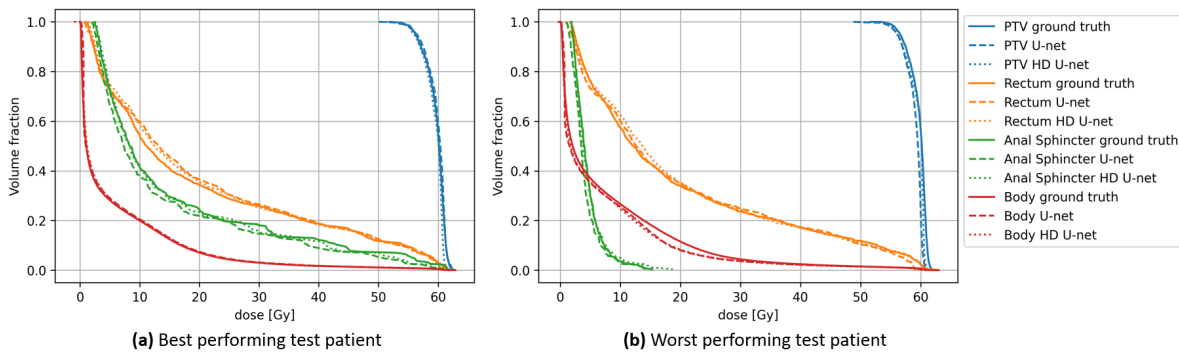 1.0
0.8
0.6
0.4
0.2
0.0
Volume fraction
0 10 20 30 40 50 60
dose [Gy]
(a) Best performing test patient
1.0
0.8
0.6
0.4
0.2
0.0
Volume fraction
0 10 20 30 40 50 60
dose [Gy]
(b) Worst performing test patient
PTV ground truth
PTV U-net
PTV HD U-net
Rectum ground truth
Rectum U-net
Rectum HD U-net
Anal Sphincter ground truth
Anal Sphincter U-net
Anal Sphincter HD U-net
Body ground truth
Body U-net
Body HD U-net